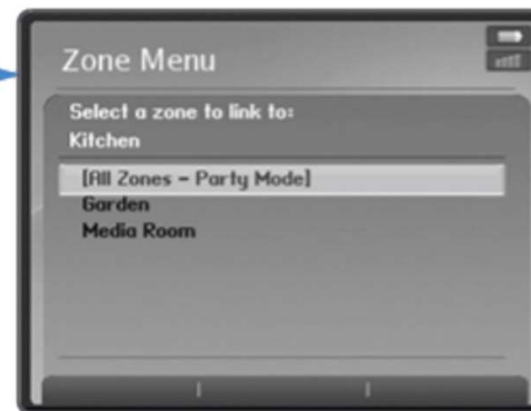 Zone Menu
Select a zone to link to:
Kitchen
[All Zones - Party Mode]
Garden
Media Room